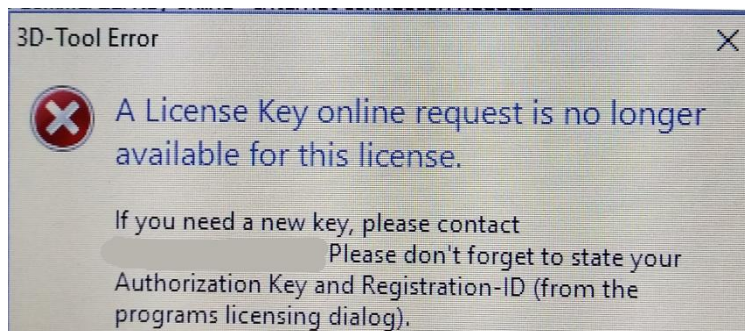 3D-Tool Error
A License Key online request is no longer
available for this license.
If you need a new key, please contact
Please don't forget to state your
Authorization Key and Registration-ID (from the
programs licensing dialog).